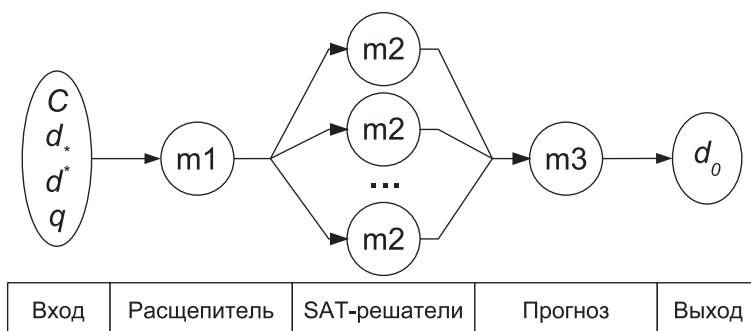 C
d*
d*
q
m1
m2
m2
...
m2
m3
d0
Вход
Расщепитель
SAT-решатели
Прогноз
Выход